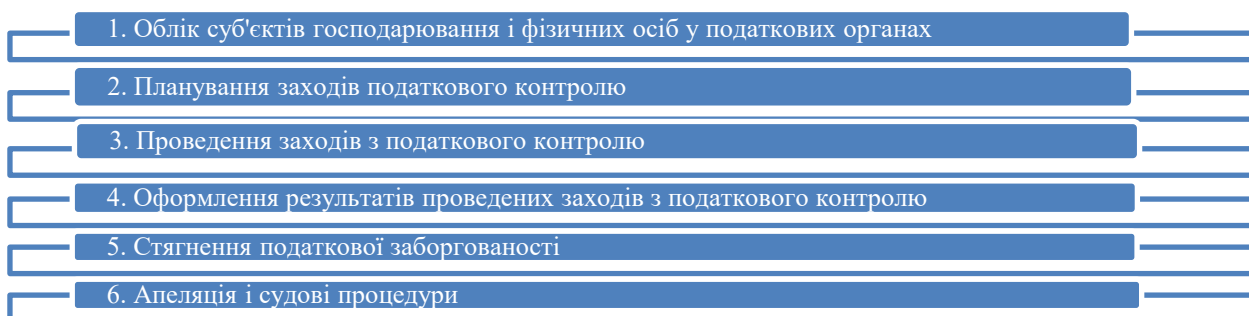 1. Облік суб'єктів господарювання і фізичних осіб у податкових органах
2. Планування заходів податкового контролю
3. Проведення заходів з податкового контролю
4. Оформлення результатів проведених заходів з податкового контролю
5. Стягнення податкової заборгованості
6. Апеляція і судові процедури